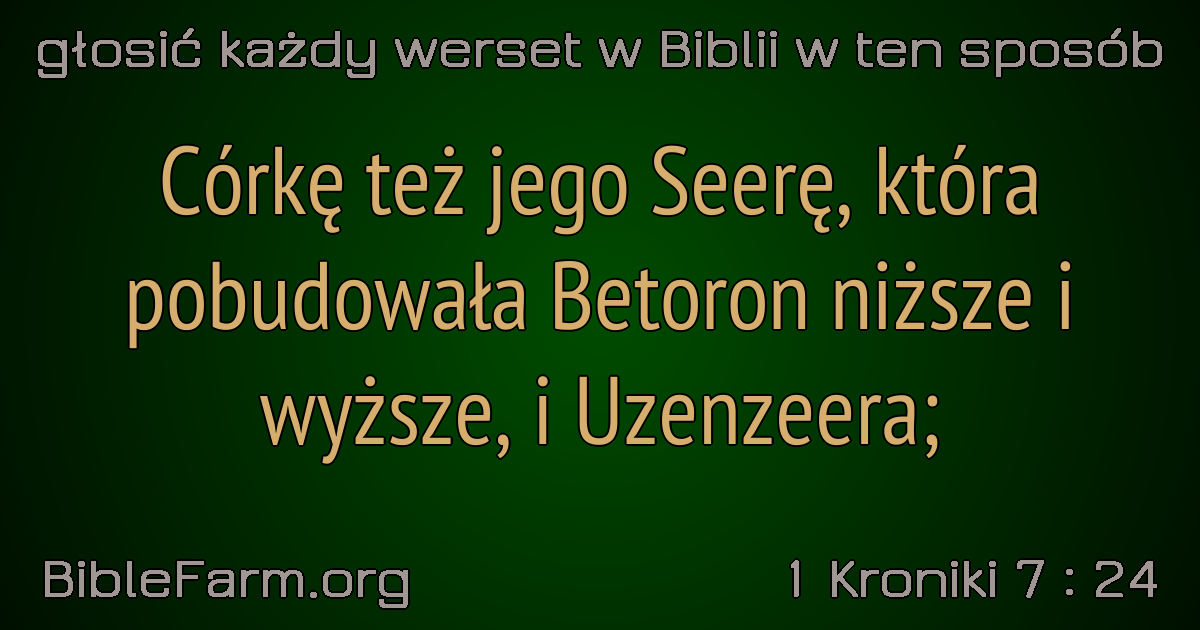 głosić każdy werset w Biblii w ten sposób
Córkę też jego Seerę, która
pobudowała Betoron niższe i
wyższe, i Uzenzeera;
BibleFarm.org
1 Kroniki 7 : 24